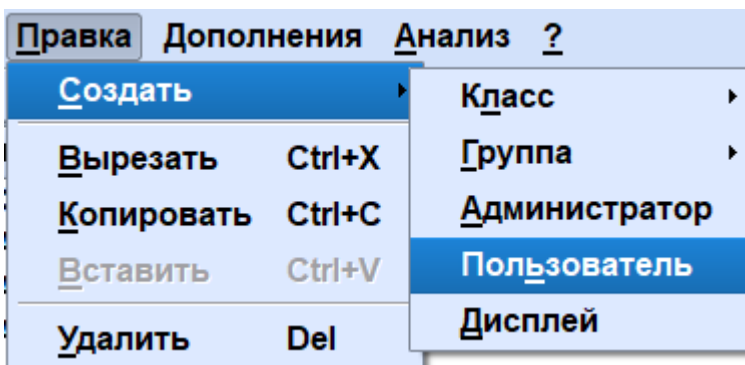 Правка Дополнения Анализ ?
Создать
Вырезать Ctrl+X
Копировать Ctrl+C
Вставить Ctrl+V
Удалить Del
Класс
Группа
Администратор
Пользователь
Дисплей